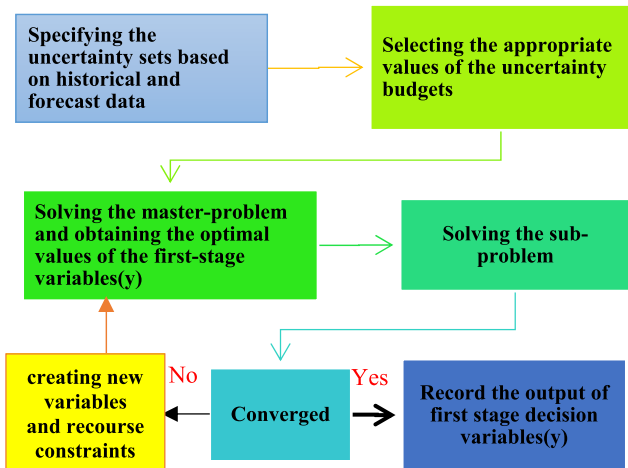 Specifying the
uncertainty sets based
on historical and
forecast data
Selecting the appropriate
values of the uncertainty
budgets
Solving the master-problem
and obtaining the optimal
values of the first-stage
variables(y)
Solving the sub-
problem
creating new
variables
and recourse
constraints
No
Converged
Yes
Record the output of
first stage decision
variables(y)